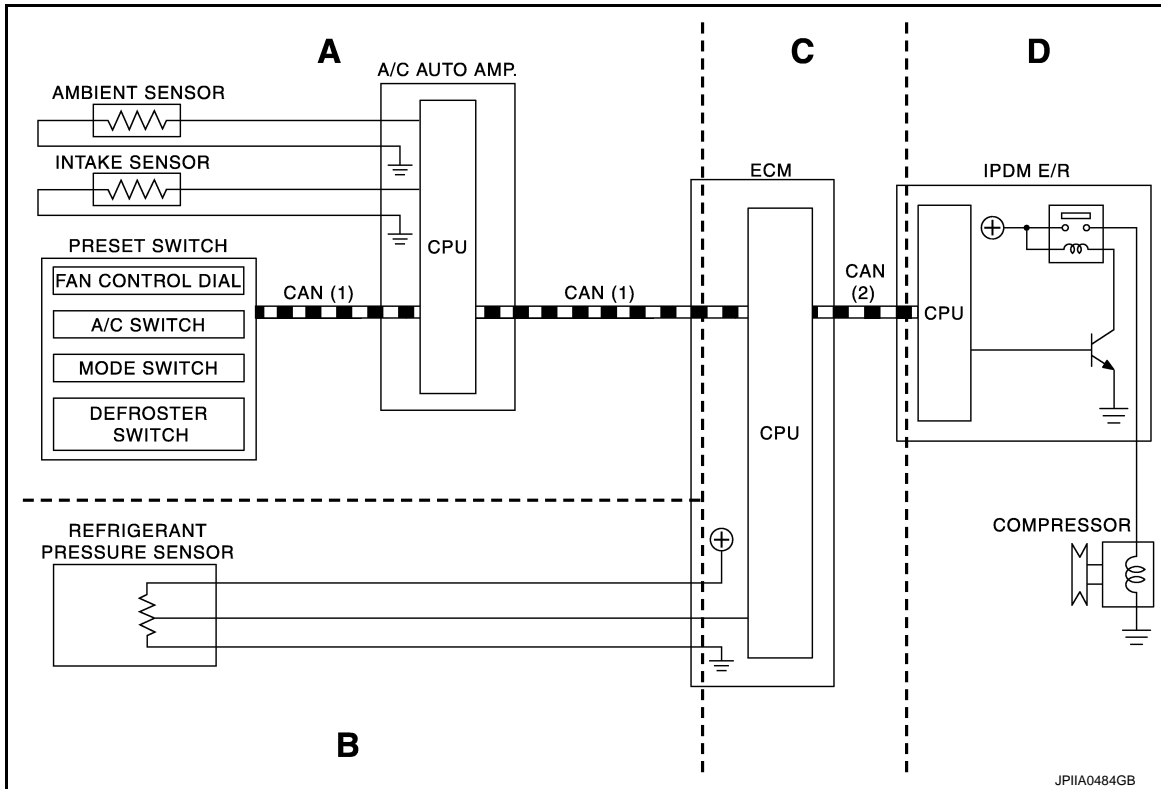 A
C
D
A/C AUTO AMP.
AMBIENT SENSOR
INTAKE SENSOR
ECM
IPDM E/R
PRESET SWITCH
CPU
FAN CONTROL DIAL
CAN (1)
CAN (1)
CAN
(2)
A/C SWITCH
CPU
MODE SWITCH
DEFROSTER
SWITCH
CPU
REFRIGERANT
PRESSURE SENSOR
COMPRESSOR
B
JPIIA0484GB